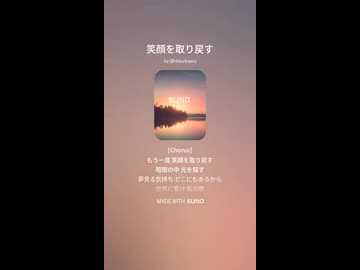 笑顔を取り戻す
SUNO
[Chorus]
もう一度 笑顔を取り戻す
暗闇の中 光を探す
夢見る気持ち どこにもあるから
世界に響け 私の歌
MADE WITH SUNO